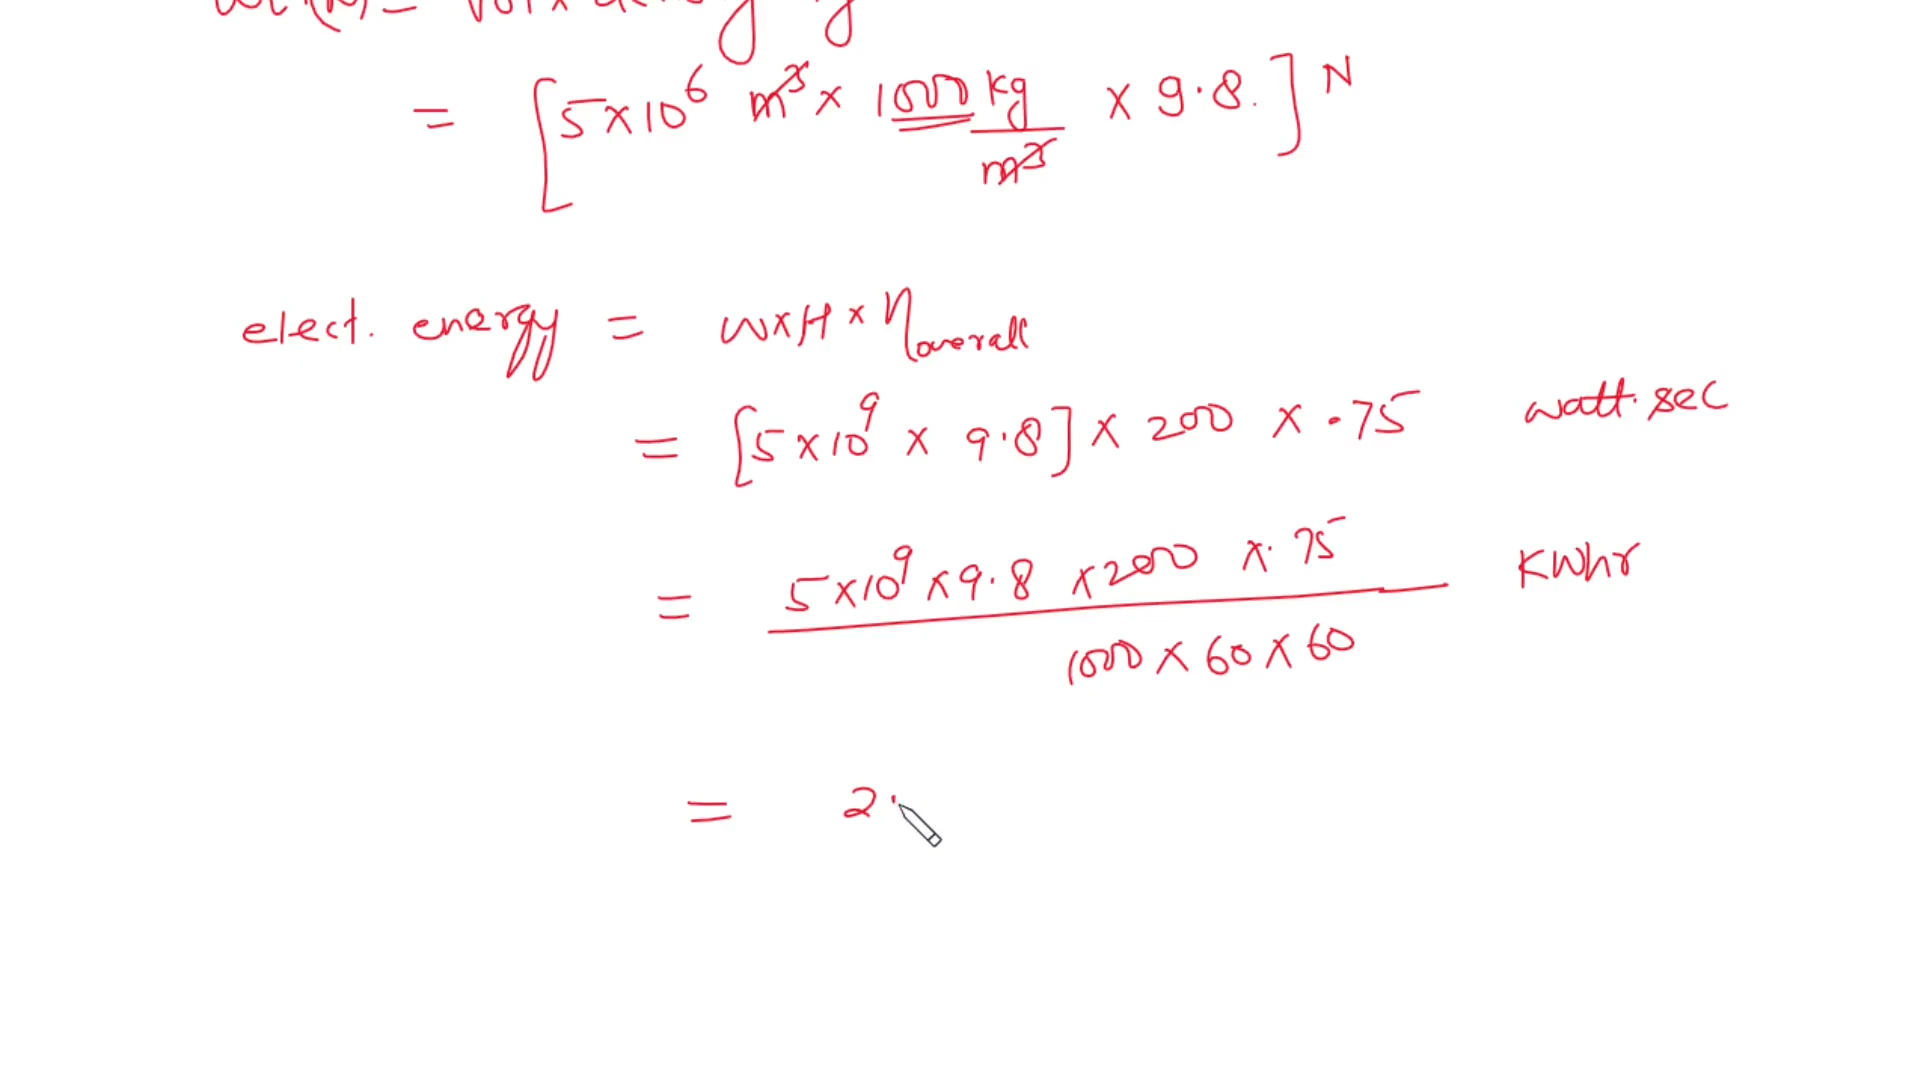 = [5×10⁶ m³ × 1000 kg/m³ × 9.8.] N
elect. energy = W×H × η overall
= [5×10⁹ × 9.8] × 200 × .75 watt.sec
= 5×10⁹ ×9.8 ×200 ×.75 / 1000 × 60 × 60 KWhr
= 2.